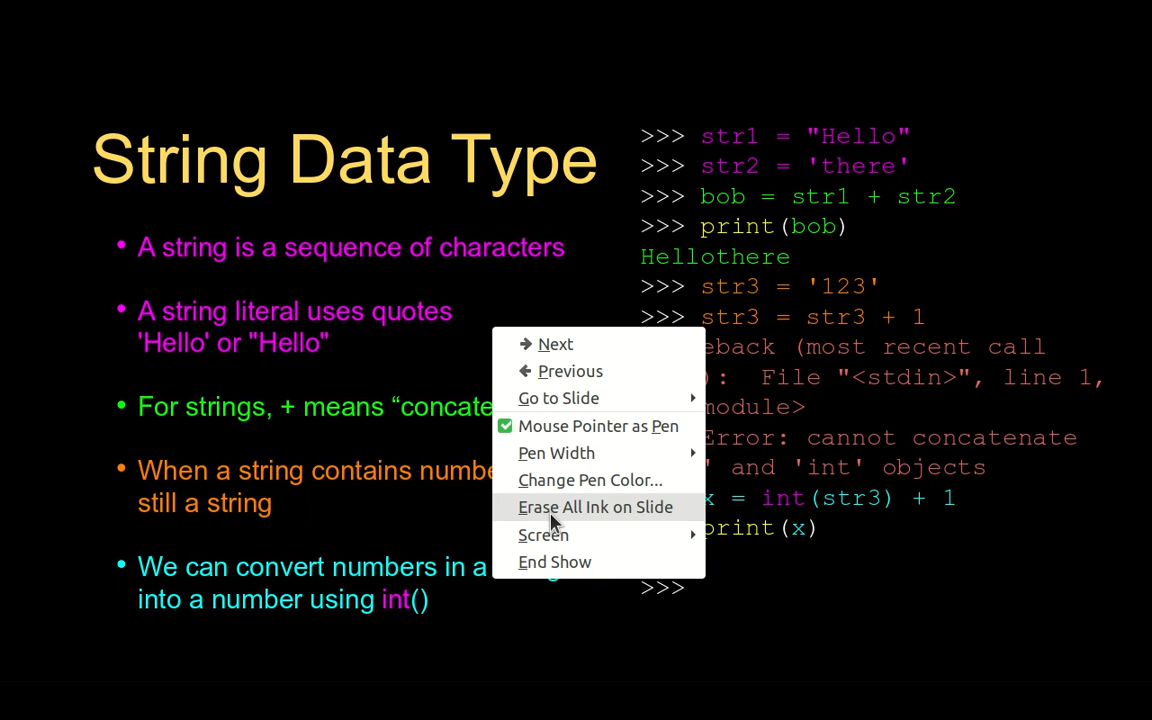 String Data Type
• A string is a sequence of characters
• A string literal uses quotes
'Hello' or "Hello"
• For strings, + means “concate
• When a string contains numbe
still a string
• We can convert numbers in a
into a number using int()
>>> str1 = "Hello"
>>> str2 = 'there'
>>> bob = str1 + str2
>>> print(bob)
Hellothere
>>> str3 = '123'
>>> str3 = str3 + 1
eback (most recent call
): File "<stdin>", line 1,
module>
Error: cannot concatenate
' and 'int' objects
x = int(str3) + 1
print(x)
>>>
Next
Previous
Go to Slide
Mouse Pointer as Pen
Pen Width
Change Pen Color...
Erase All Ink on Slide
Screen
End Show